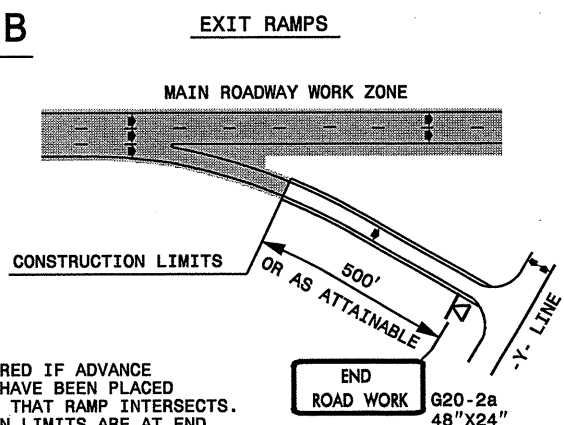 B
EXIT RAMPS
MAIN ROADWAY WORK ZONE
CONSTRUCTION LIMITS
500'
OR AS ATTAINABLE
-Y- LINE
END
ROAD WORK
G20-2a
48"X24"
RED IF ADVANCE
HAVE BEEN PLACED
THAT RAMP INTERSECTS.
N LIMITS ARE AT END